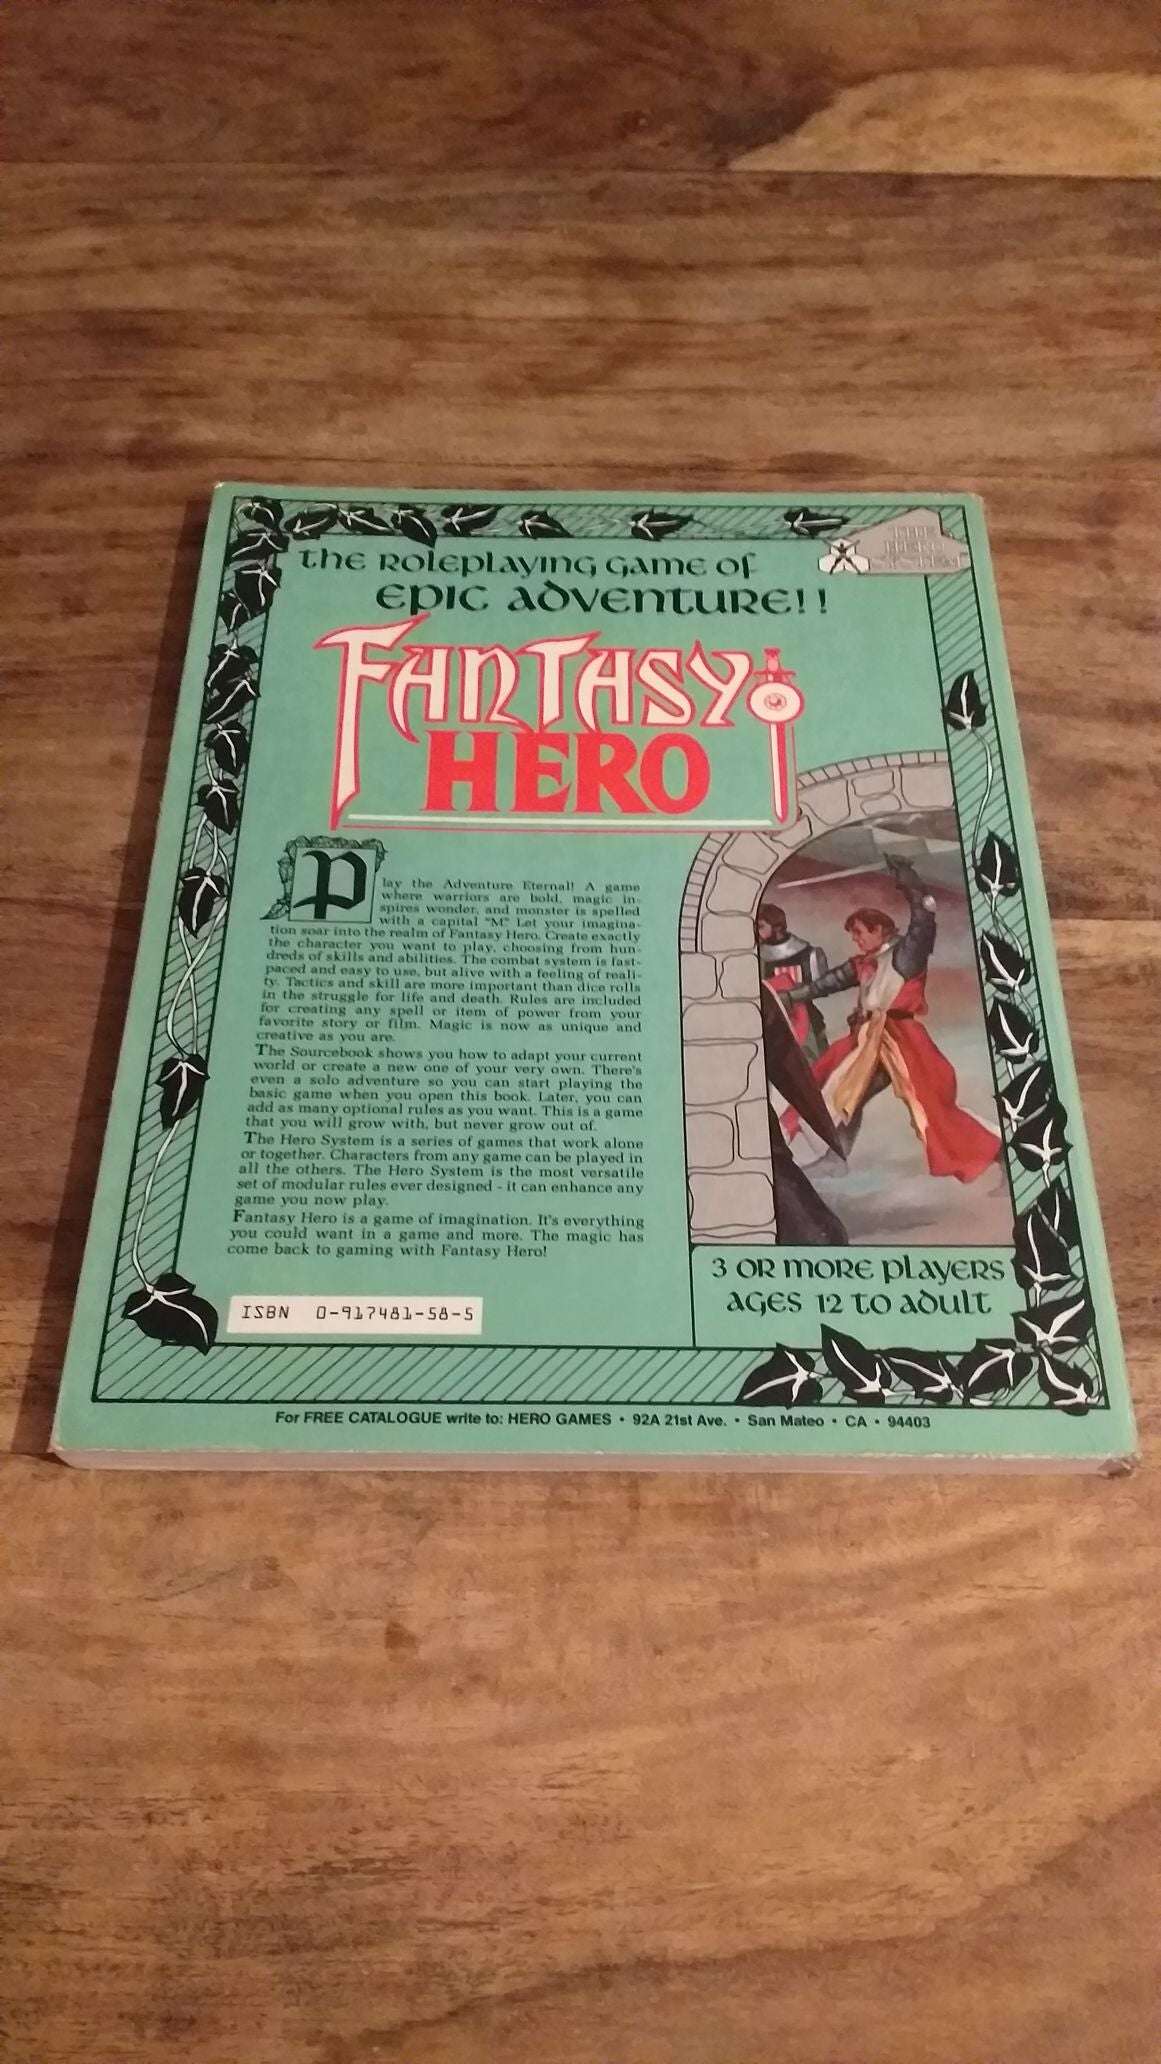 THE ROLEPLAYING GAME OF
EPIC ADVENTURE!!
THE
HERO
SYSTEM
FANTASY
HERO
Play the Adventure Eternal! A game
where warriors are bold, magic in-
spires wonder, and monster is spelled
with a capital "M." Let your imagina-
tion soar into the realm of Fantasy Hero. Create exactly
the character you want to play, choosing from hun-
dreds of skills and abilities. The combat system is fast-
paced and easy to use, but alive with a feeling of reali-
ty. Tactics and skill are more important than dice rolls
in the struggle for life and death. Rules are included
for creating any spell or item of power from your
favorite story or film. Magic is now as unique and
creative as you are.
The Sourcebook shows you how to adapt your current
world or create a new one of your very own. There's
even a solo adventure so you can start playing the
basic game when you open this book. Later, you can
add as many optional rules as you want. This is a game
that you will grow with, but never grow out of.
The Hero System is a series of games that work alone
or together. Characters from any game can be played in
all the others. The Hero System is the most versatile
set of modular rules ever designed - it can enhance any
game you now play.
Fantasy Hero is a game of imagination. It's everything
you could want in a game and more. The magic has
come back to gaming with Fantasy Hero!
3 OR MORE PLAYERS
AGES 12 TO ADULT
ISBN 0-917481-58-5
For FREE CATALOGUE write to: HERO GAMES • 92A 21st Ave. • San Mateo • CA • 94403